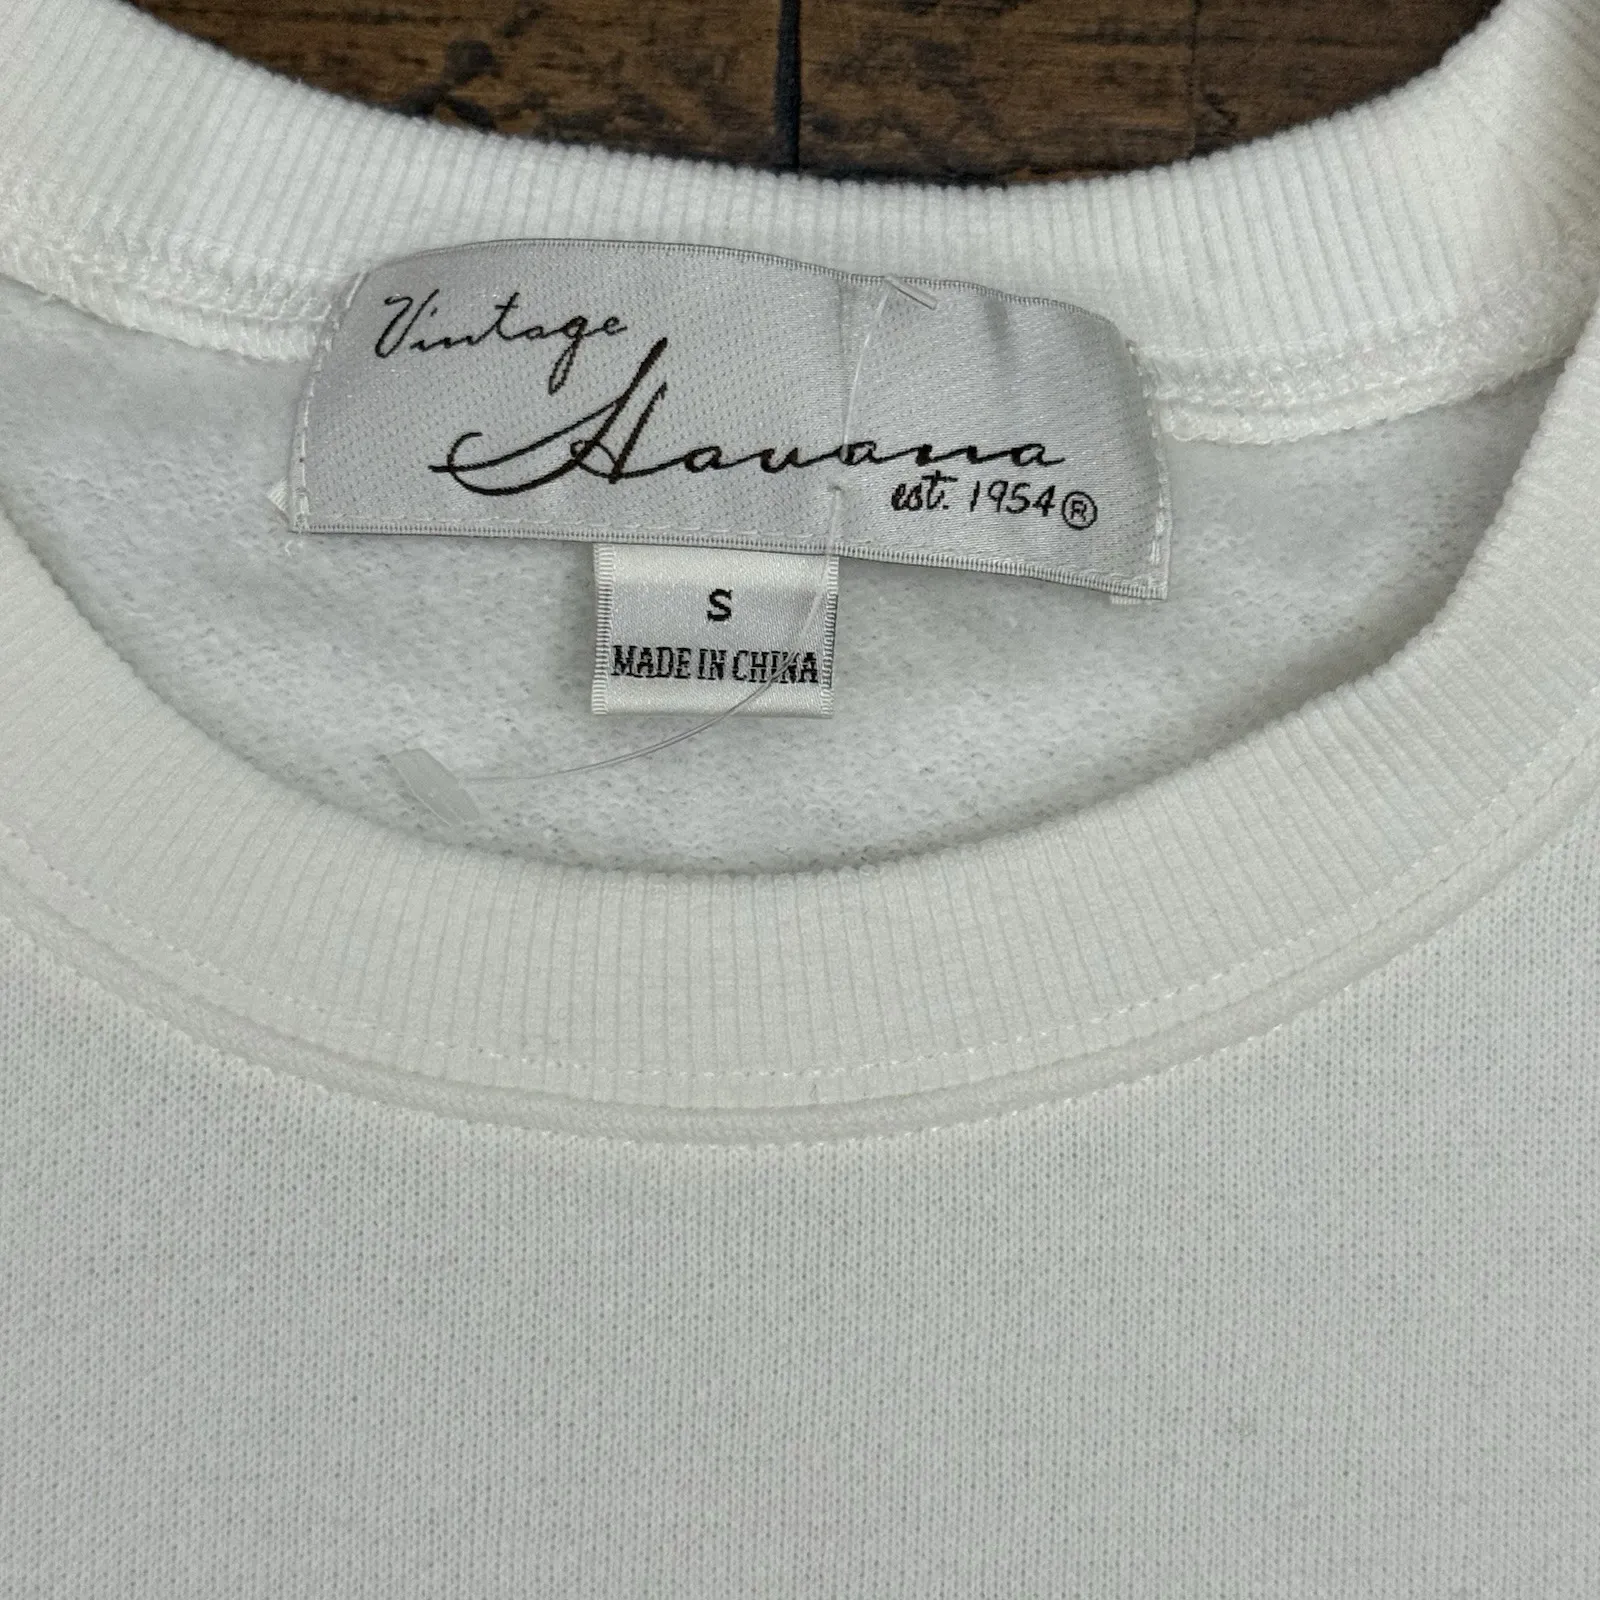 Vintage
Havana
est. 1954®
S
MADE IN CHINA